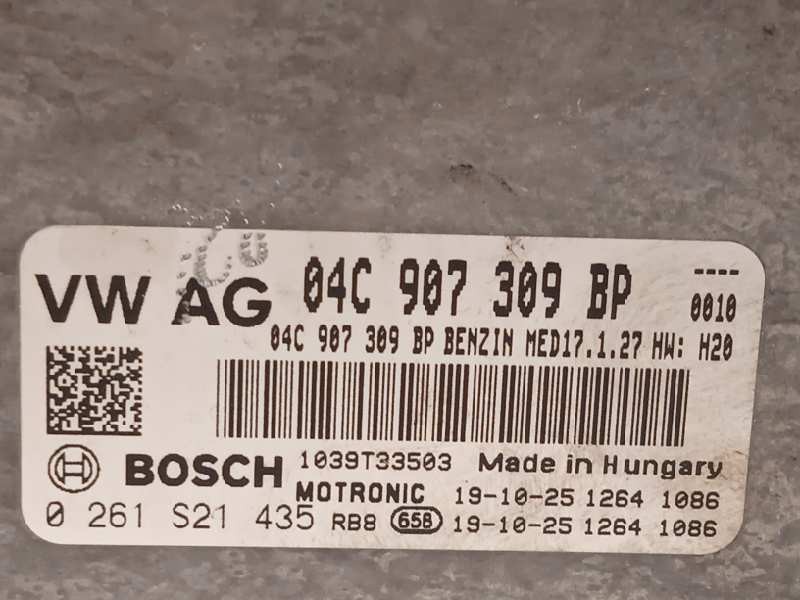 VW AG 04C 907 309 BP ----
0010
04C 907 309 BP BENZIN MED17.1.27 HW: H20
BOSCH 1039T33503 Made in Hungary
MOTRONIC 19-10-25 1264 1086
0 261 S21 435 RB8 658 19-10-25 1264 1086